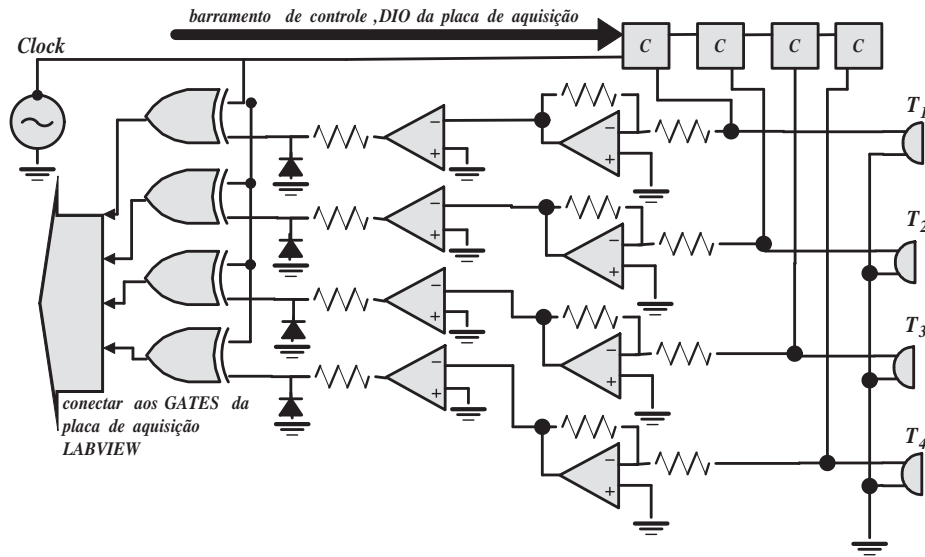 barramento de controle ,DIO da placa de aquisição
Clock
C C C C
T1
T2
T3
T4
conectar aos GATES da
placa de aquisição
LABVIEW